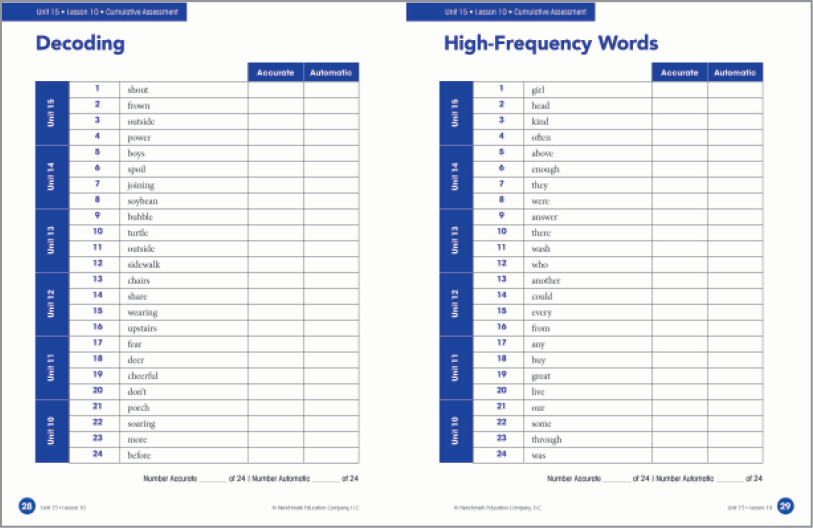 Unit 15 • Lesson 10 • Cumulative Assessment
Decoding
Accurate Automatic
Unit 15
1 shout
2 frown
3 outside
4 power
Unit 14
5 boys
6 spoil
7 joining
8 soybean
Unit 13
9 bubble
10 turtle
11 outside
12 sidewalk
Unit 12
13 chairs
14 share
15 wearing
16 upstairs
Unit 11
17 fear
18 deer
19 cheerful
20 don't
Unit 10
21 porch
22 soaring
23 more
24 before
Number Accurate ______ of 24 | Number Automatic ______ of 24
28 Unit 15 • Lesson 10 © Benchmark Education Company, LLC
Unit 15 • Lesson 10 • Cumulative Assessment
High-Frequency Words
Accurate Automatic
Unit 15
1 girl
2 head
3 kind
4 often
Unit 14
5 above
6 enough
7 they
8 were
Unit 13
9 answer
10 there
11 wash
12 who
Unit 12
13 another
14 could
15 every
16 from
Unit 11
17 any
18 buy
19 great
20 live
Unit 10
21 our
22 some
23 through
24 was
Number Accurate ______ of 24 | Number Automatic ______ of 24
© Benchmark Education Company, LLC Unit 15 • Lesson 10 29